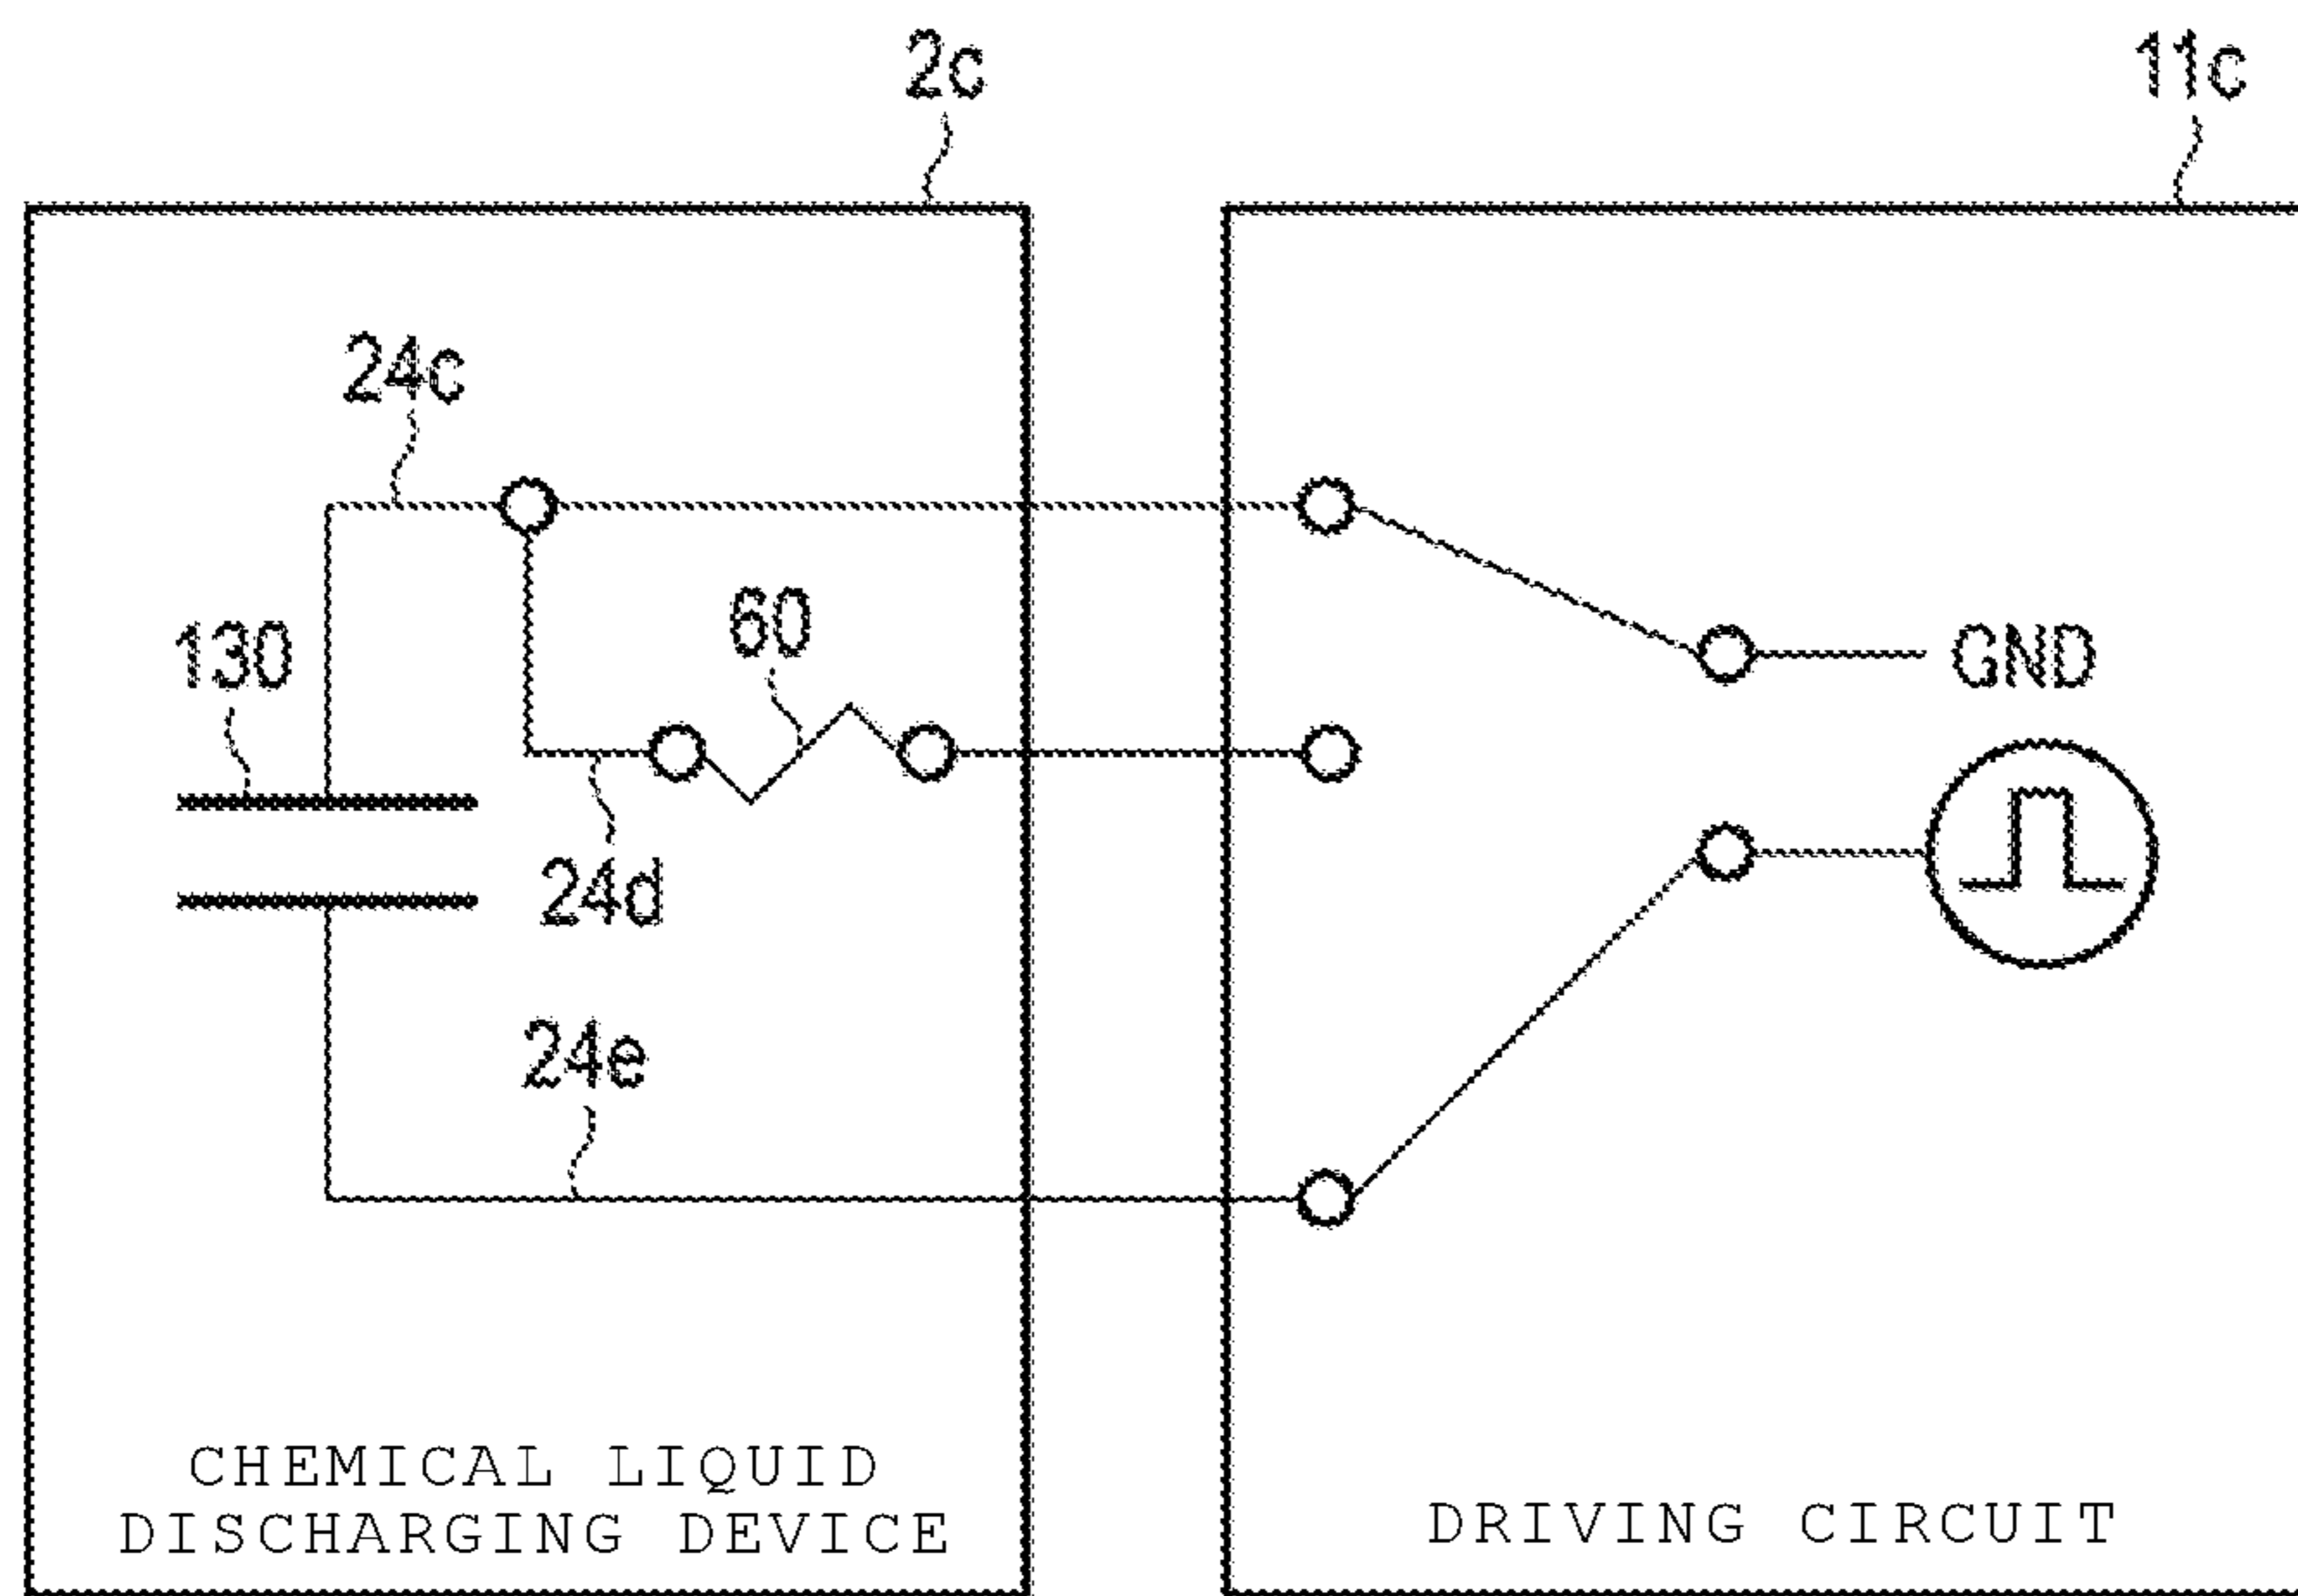 2c
11c
24c
130
60
GND
24d
24e
CHEMICAL LIQUID
DISCHARGING DEVICE
DRIVING CIRCUIT